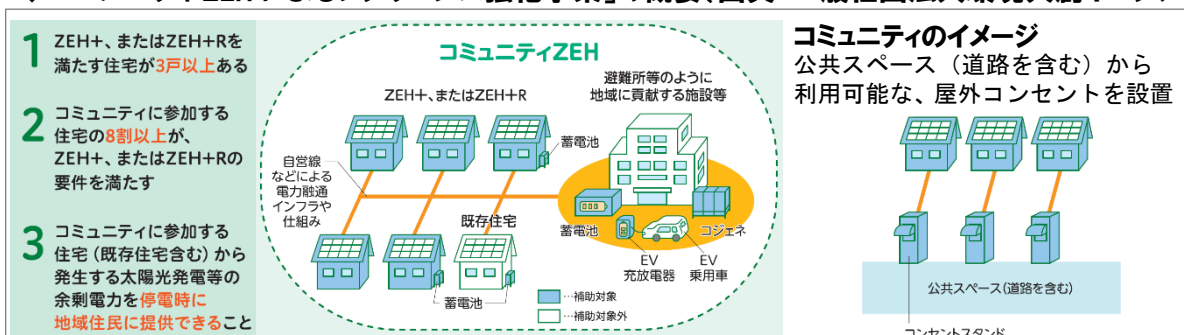 1 ZEH+、またはZEH+Rを
満たす住宅が3戸以上ある
2 コミュニティに参加する
住宅の8割以上が、
ZEH+、またはZEH+Rの
要件を満たす
3 コミュニティに参加する
住宅（既存住宅含む）から
発生する太陽光発電等の
余剰電力を停電時に
地域住民に提供できること
コミュニティZEH
ZEH+、またはZEH+R
避難所等のように
地域に貢献する施設等
蓄電池
自営線
などによる
電力融通
インフラや
仕組み
既存住宅
蓄電池
コジェネ
EV
充放電器
EV
乗用車
蓄電池
…補助対象
…補助対象外
コミュニティのイメージ
公共スペース（道路を含む）から
利用可能な、屋外コンセントを設置
公共スペース（道路を含む）
コンセントスタンド